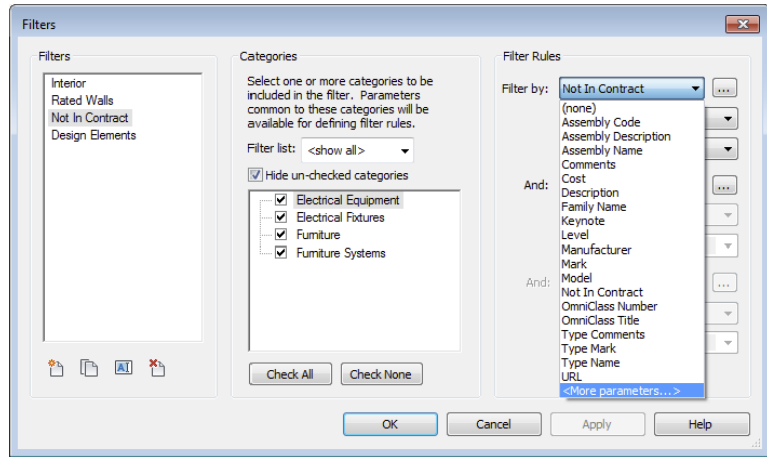 Filters
Filters
Interior
Rated Walls
Not In Contract
Design Elements
Categories
Select one or more categories to be
included in the filter. Parameters
common to these categories will be
available for defining filter rules.
Filter list: <show all>
Hide un-checked categories
Electrical Equipment
Electrical Fixtures
Furniture
Furniture Systems
Check All
Check None
Filter Rules
Filter by: Not In Contract ...
(none)
Assembly Code
Assembly Description
Assembly Name
Comments
Cost
And: ...
Description
Family Name
Keynote
Level
Manufacturer
Mark
Model
And: ...
Not In Contract
OmniClass Number
OmniClass Title
Type Comments
Type Mark
Type Name
URL
<More parameters...>
OK
Cancel
Apply
Help